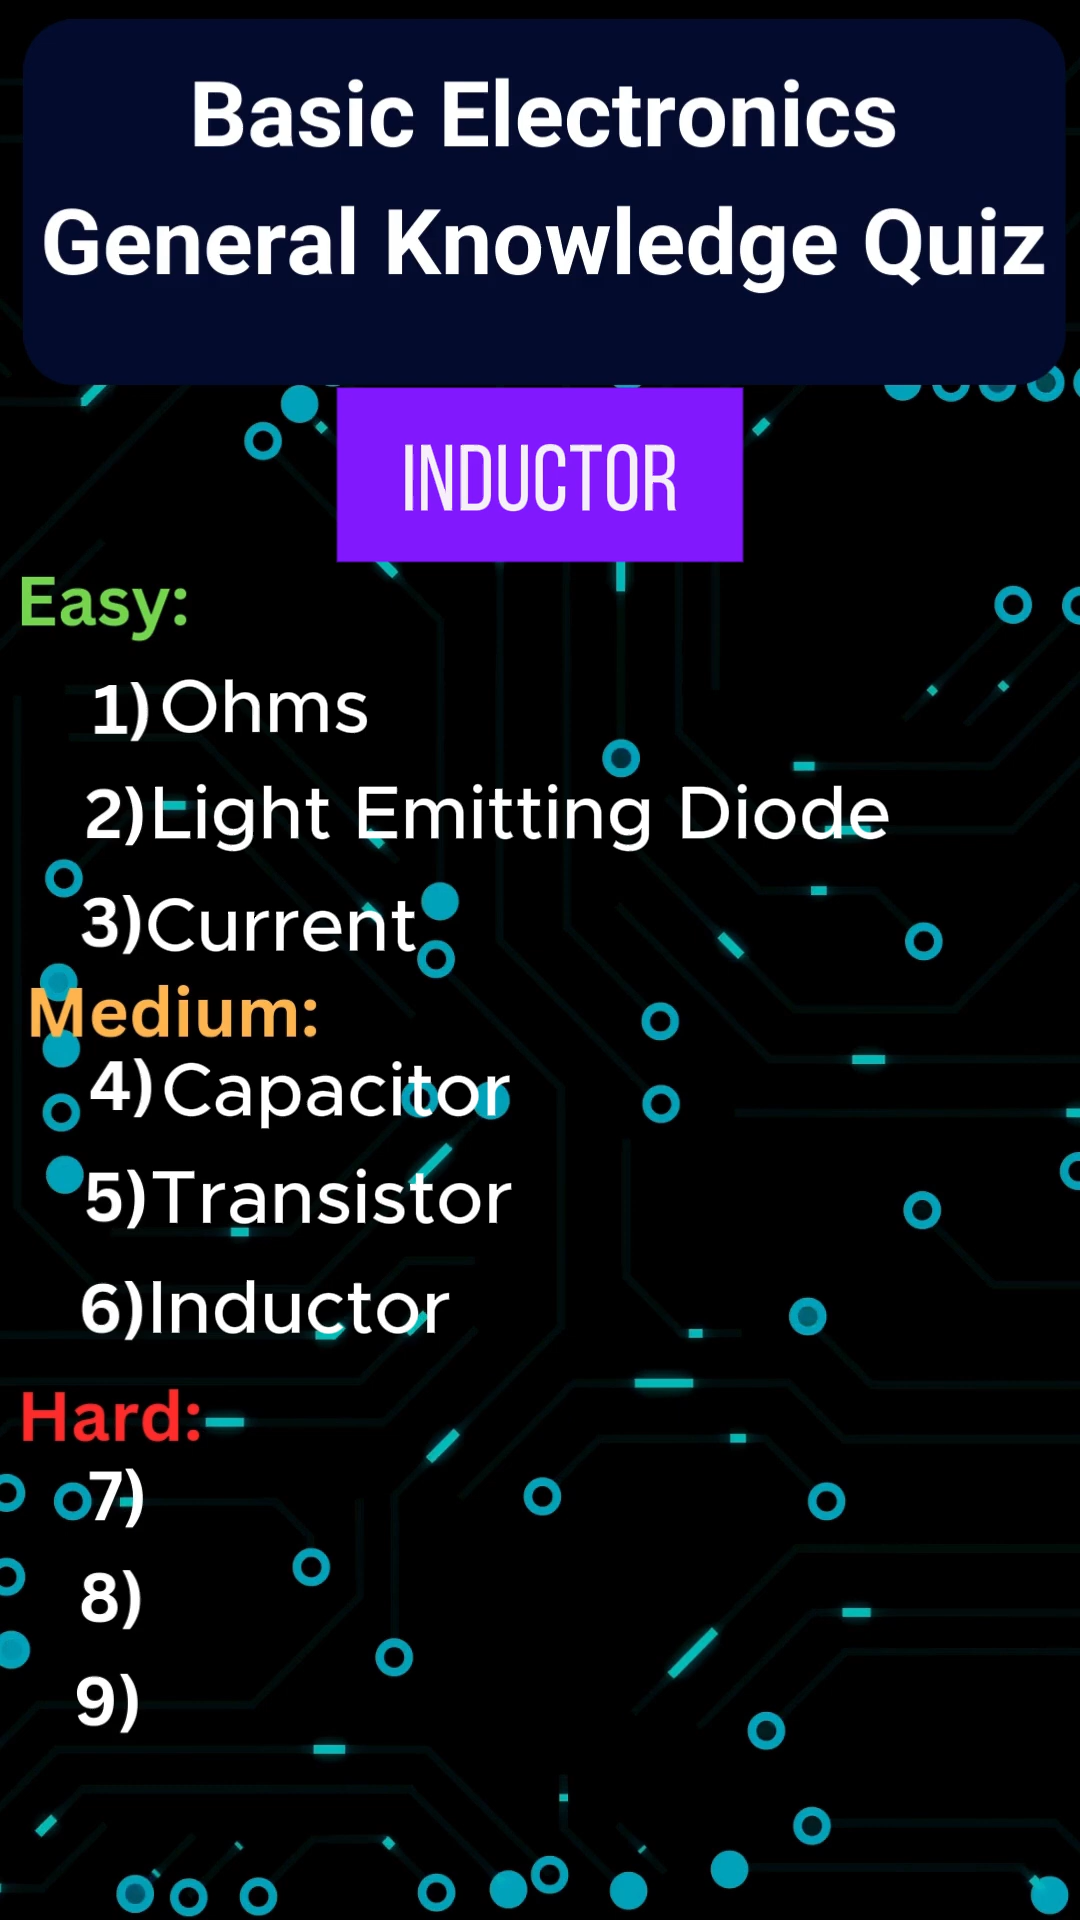 Basic Electronics
General Knowledge Quiz
INDUCTOR
Easy:
1) Ohms
2) Light Emitting Diode
3) Current
Medium:
4) Capacitor
5) Transistor
6) Inductor
Hard:
7)
8)
9)